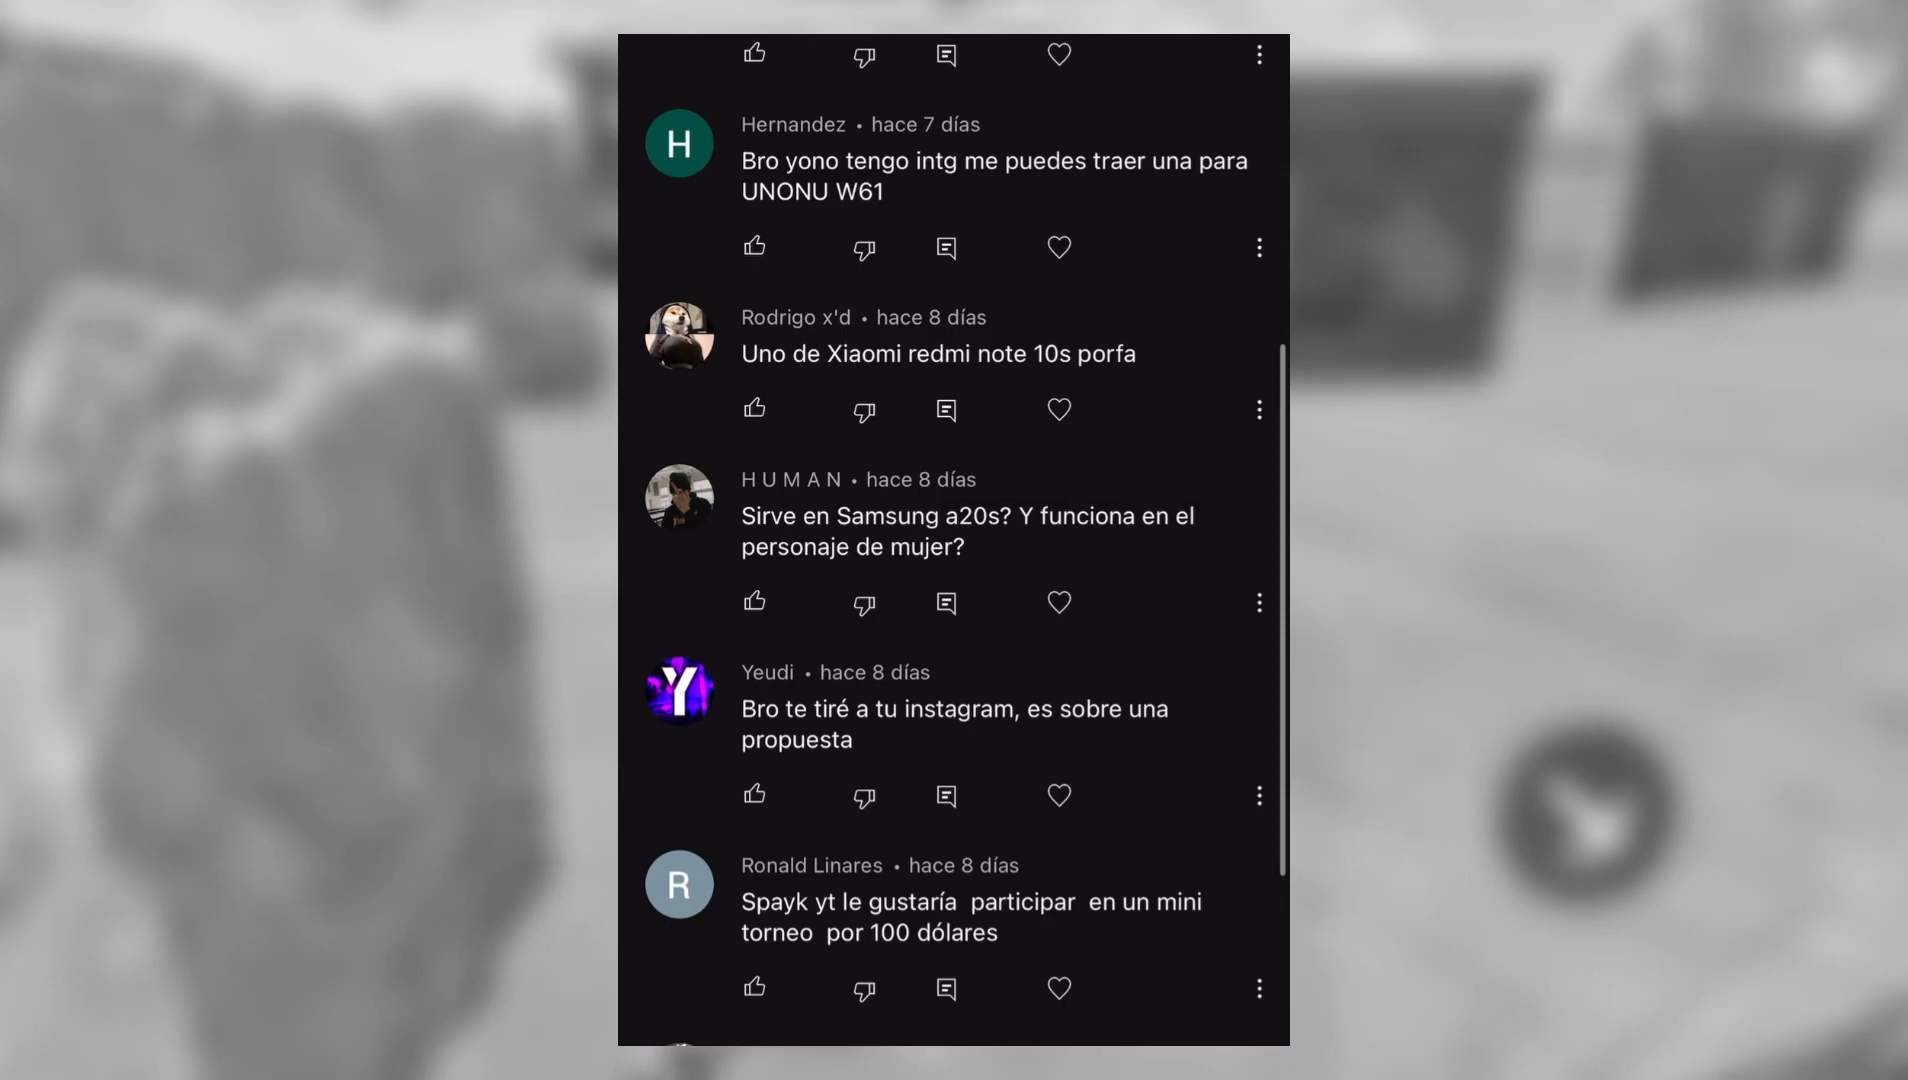 H
Hernandez • hace 7 días
Bro yono tengo intg me puedes traer una para
UNONU W61
Rodrigo x'd • hace 8 días
Uno de Xiaomi redmi note 10s porfa
H U M A N • hace 8 días
Sirve en Samsung a20s? Y funciona en el
personaje de mujer?
Y
Yeudi • hace 8 días
Bro te tiré a tu instagram, es sobre una
propuesta
R
Ronald Linares • hace 8 días
Spayk yt le gustaría participar en un mini
torneo por 100 dólares